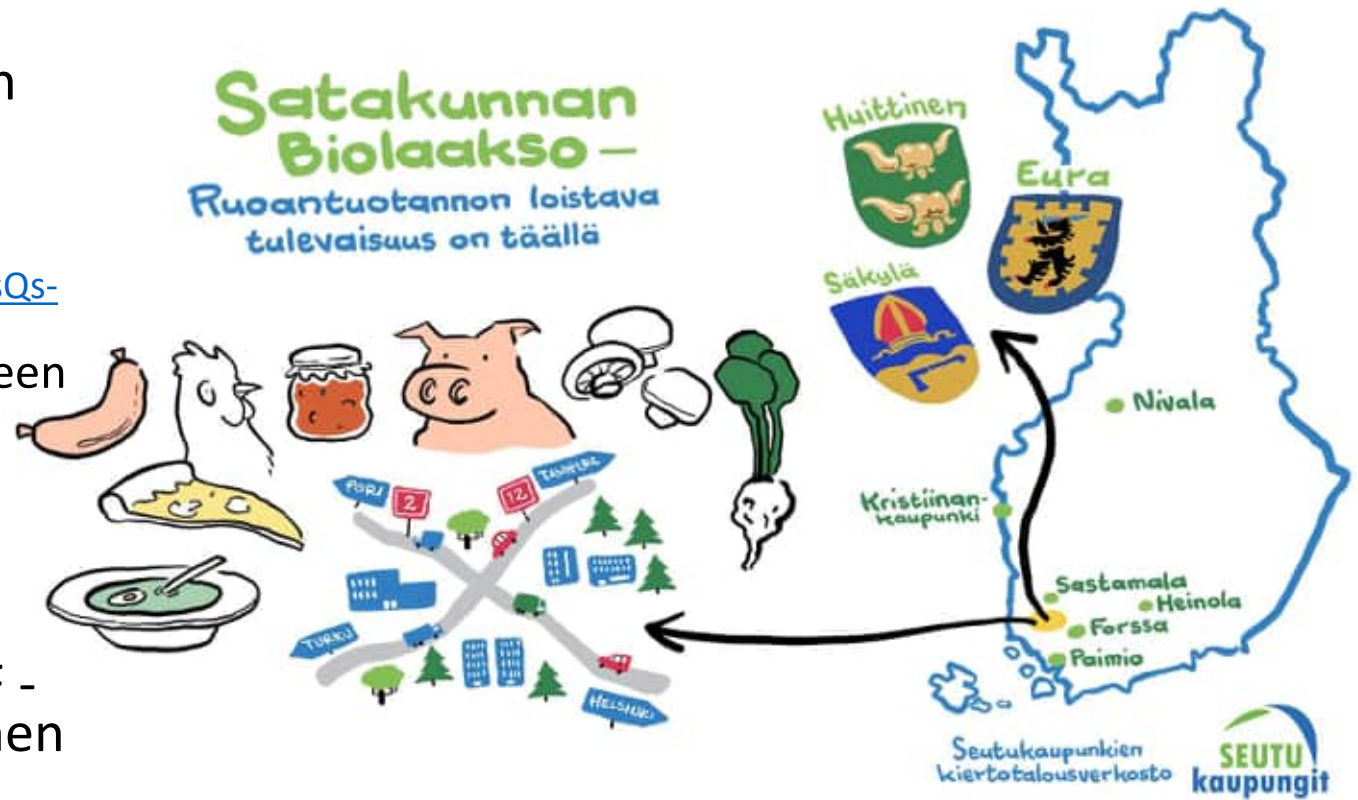 n
sQs-
een
-
nen
Satakunnan
Biolaakso –
Ruoantuotannon loistava
tulevaisuus on täällä
Huittinen
Eura
Säkylä
PORI
2
12
TAMPERE
TURKU
HELSINKI
Nivala
Kristiinan-
kaupunki
Sastamala
Heinola
Forssa
Paimio
Seutukaupunkien
kiertotalousverkosto
SEUTU
kaupungit